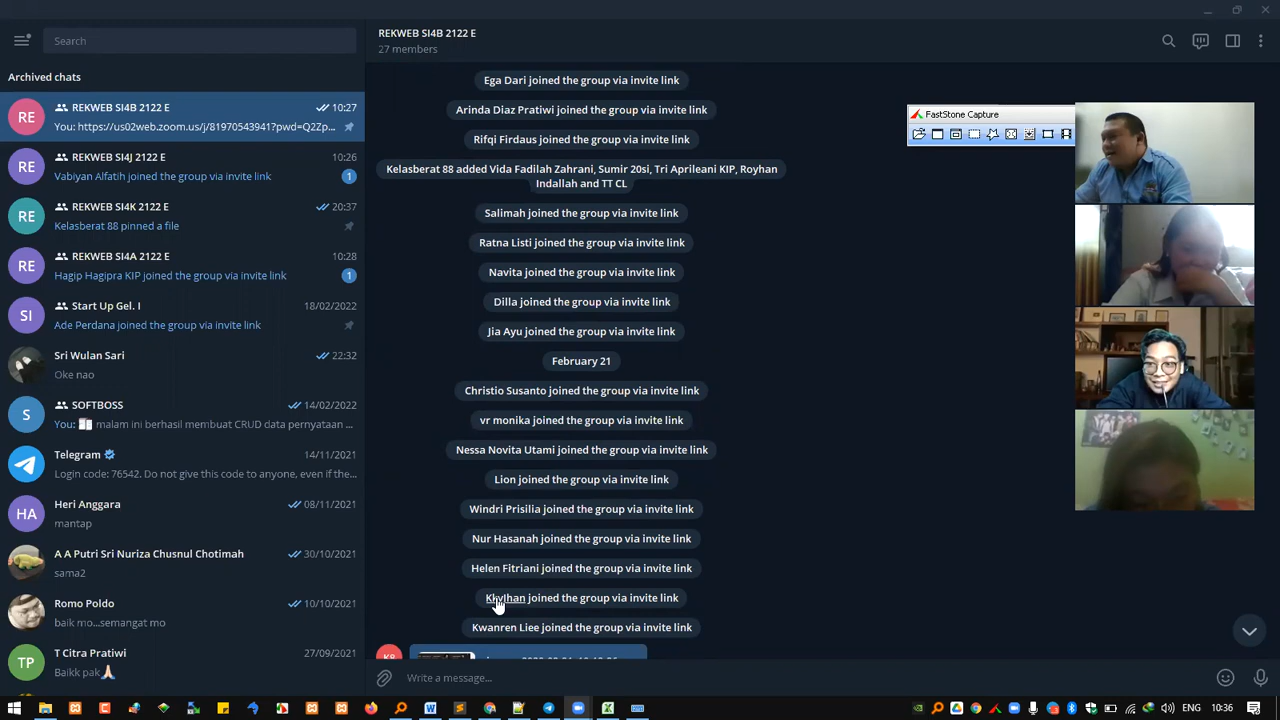 Search
Archived chats
REKWEB SI4B 2122 E
10:27
You: https://us02web.zoom.us/j/81970543941?pwd=Q2Zp...
REKWEB SI4J 2122 E
10:26
Vabiyan Alfatih joined the group via invite link
1
REKWEB SI4K 2122 E
20:37
Kelasberat 88 pinned a file
REKWEB SI4A 2122 E
10:28
Hagip Hagipra KIP joined the group via invite link
1
Start Up Gel. I
18/02/2022
Ade Perdana joined the group via invite link
Sri Wulan Sari
22:32
Oke nao
SOFTBOSS
14/02/2022
You: malam ini berhasil membuat CRUD data pernyataan ...
Telegram
14/11/2021
Login code: 76542. Do not give this code to anyone, even if the...
Heri Anggara
08/11/2021
mantap
A A Putri Sri Nuriza Chusnul Chotimah
30/10/2021
sama2
Romo Poldo
10/10/2021
baik mo...semangat mo
T Citra Pratiwi
27/09/2021
Baikk pak🙏🏻
RE
RE
RE
RE
SI
S
HA
TP
REKWEB SI4B 2122 E
27 members
Ega Dari joined the group via invite link
Arinda Diaz Pratiwi joined the group via invite link
Rifqi Firdaus joined the group via invite link
Kelasberat 88 added Vida Fadilah Zahrani, Sumir 20si, Tri Aprileani KIP, Royhan
Indallah and TT CL
Salimah joined the group via invite link
Ratna Listi joined the group via invite link
Navita joined the group via invite link
Dilla joined the group via invite link
Jia Ayu joined the group via invite link
February 21
Christio Susanto joined the group via invite link
vr monika joined the group via invite link
Nessa Novita Utami joined the group via invite link
Lion joined the group via invite link
Windri Prisilia joined the group via invite link
Nur Hasanah joined the group via invite link
Helen Fitriani joined the group via invite link
joined the group via invite link
Kwanren Liee joined the group via invite link
Write a message...
FastStone Capture
ENG
10:36